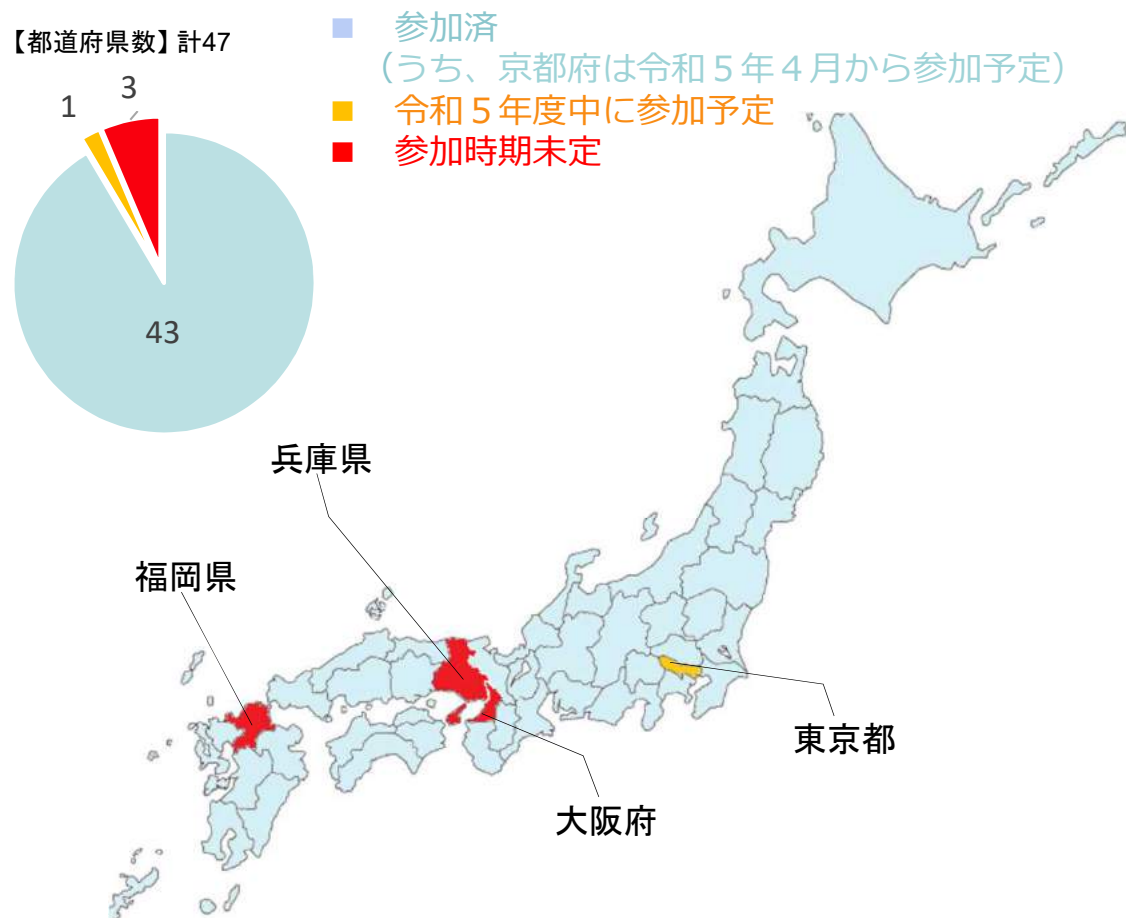 【都道府県数】計47
1
3
43
■ 参加済
（うち、京都府は令和５年４月から参加予定）
■ 令和５年度中に参加予定
■ 参加時期未定
兵庫県
福岡県
東京都
大阪府